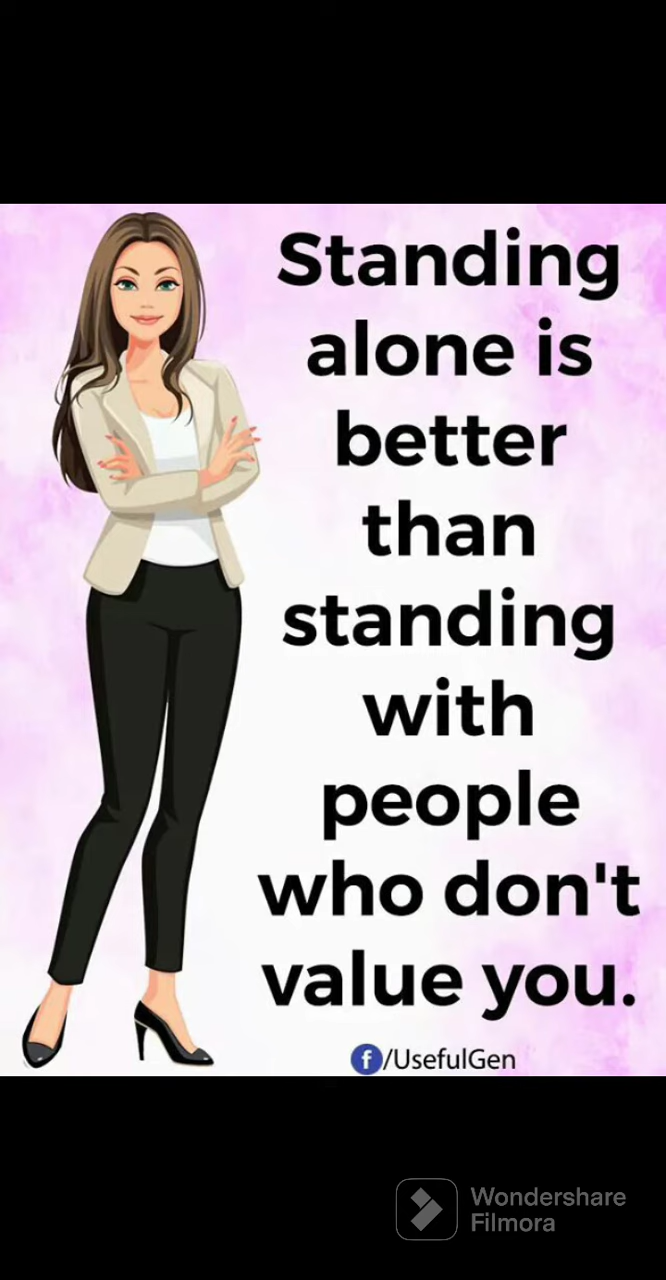 Standing
alone is
better
than
standing
with
people
who don't
value you.
f/UsefulGen
Wondershare
Filmora